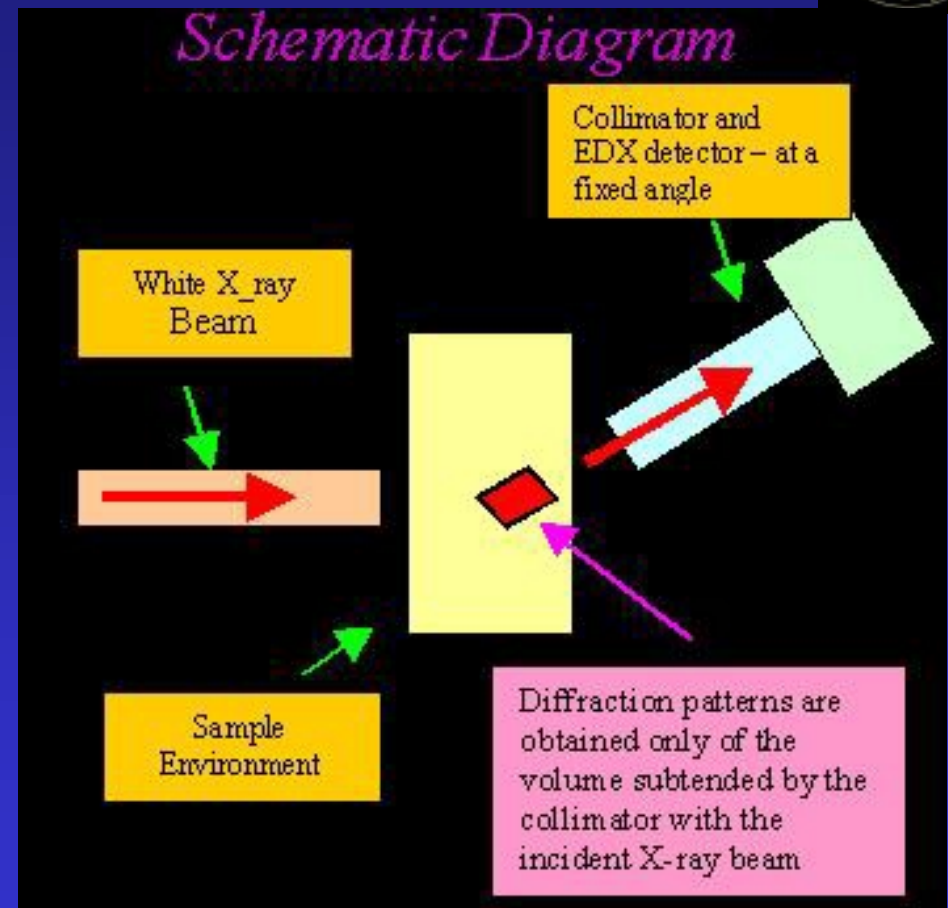 Schematic Diagram
Collimator and
EDX detector – at a
fixed angle
White X_ray
Beam
Sample
Environment
Diffraction patterns are
obtained only of the
volume subtended by the
collimator with the
incident X-ray beam